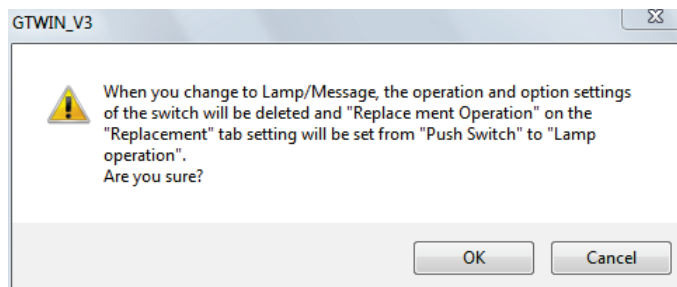 GTWIN_V3
When you change to Lamp/Message, the operation and option settings
of the switch will be deleted and "Replace ment Operation" on the
"Replacement" tab setting will be set from "Push Switch" to "Lamp
operation".
Are you sure?
OK Cancel